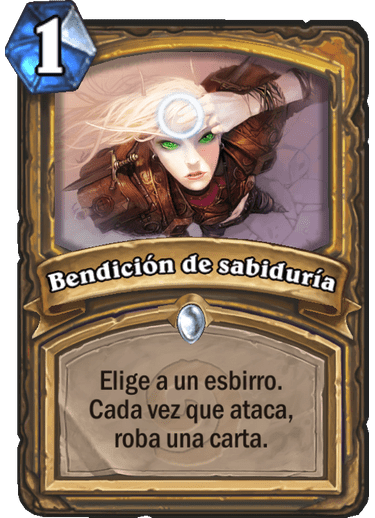 1
Bendición de sabiduría
Elige a un esbirro.
Cada vez que ataca,
roba una carta.